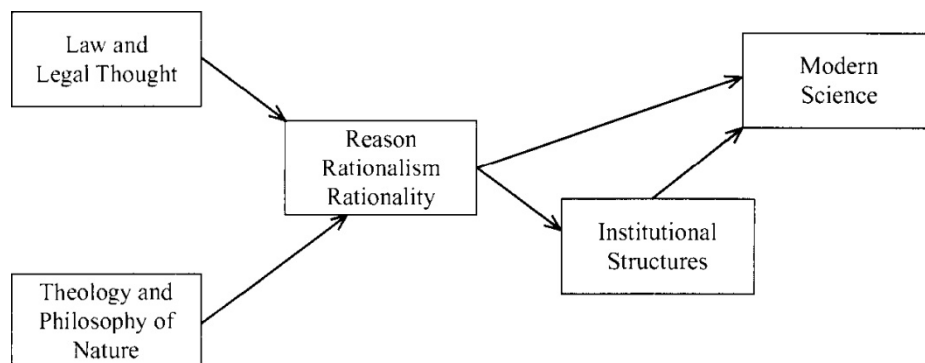 Law and
Legal Thought
Modern
Science
Reason
Rationalism
Rationality
Institutional
Structures
Theology and
Philosophy of
Nature